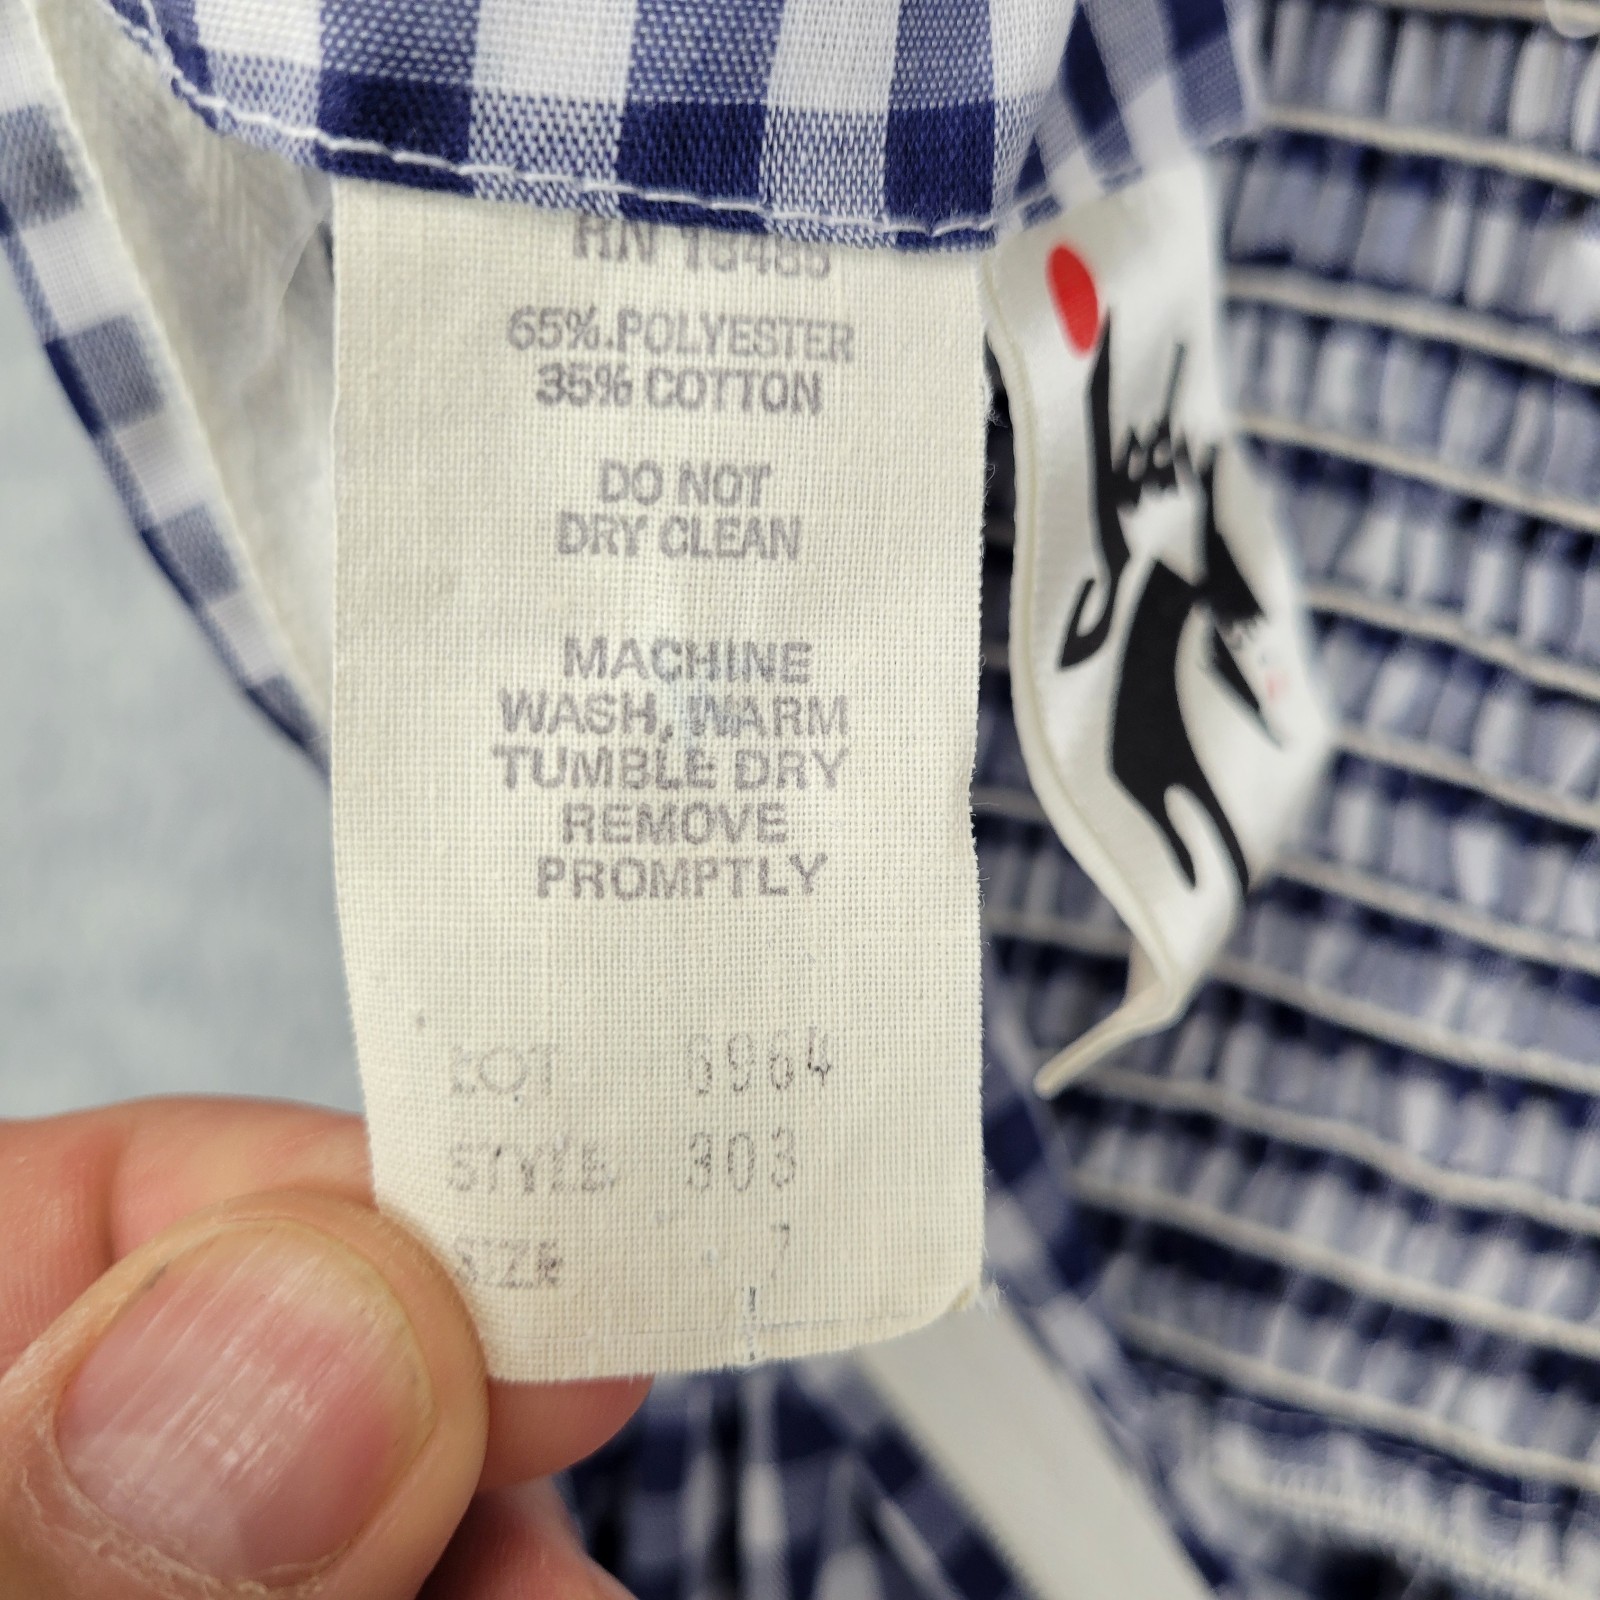 RN 18485
65% POLYESTER
35% COTTON
DO NOT
DRY CLEAN
MACHINE
WASH, WARM
TUMBLE DRY
REMOVE
PROMPTLY
LOT 6964
STYLE 303
SIZE 7